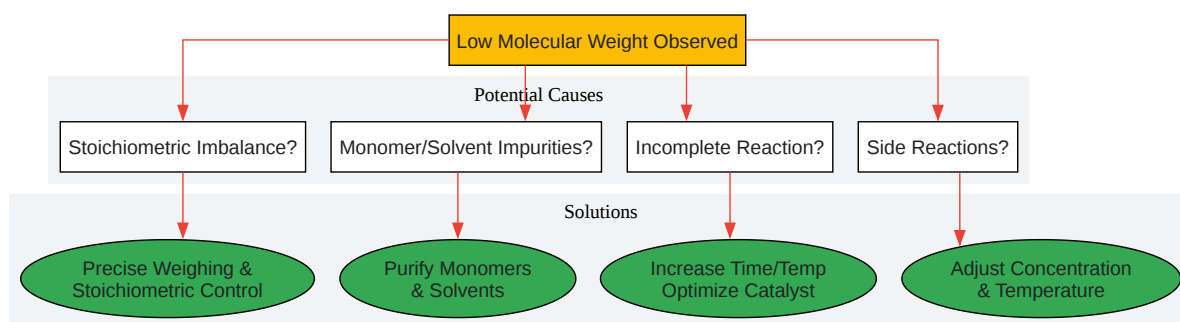 Low Molecular Weight Observed
Potential Causes
Stoichiometric Imbalance?
Monomer/Solvent Impurities?
Incomplete Reaction?
Side Reactions?
Solutions
Precise Weighing &
Stoichiometric Control
Purify Monomers
& Solvents
Increase Time/Temp
Optimize Catalyst
Adjust Concentration
& Temperature